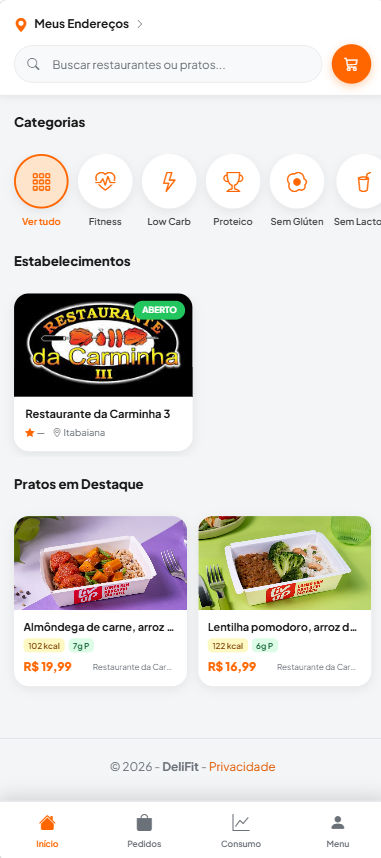 Meus Endereços
Buscar restaurantes ou pratos...
Categorias
Ver tudo
Fitness
Low Carb
Proteico
Sem Glúten
Sem Lacto
Estabelecimentos
ABERTO
RESTAURANTE
da Carminha
III
Restaurante da Carminha 3
— Itabaiana
Pratos em Destaque
Almôndega de carne, arroz ...
102 kcal 7g P
R$ 19,99 Restaurante da Car...
Lentilha pomodoro, arroz d...
122 kcal 6g P
R$ 16,99 Restaurante da Car...
© 2026 - DeliFit - Privacidade
Início
Pedidos
Consumo
Menu